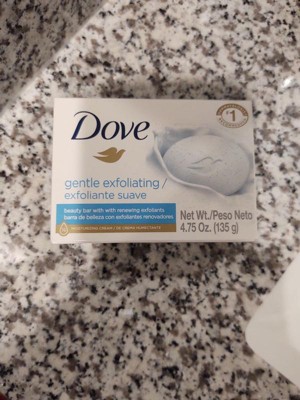 Dove
#1
gentle exfoliating /
exfoliante suave
beauty bar with with renewing exfoliants
barra de belleza con exfoliantes renovadores
Net Wt./Peso Neto
4.75 Oz. (135 g)